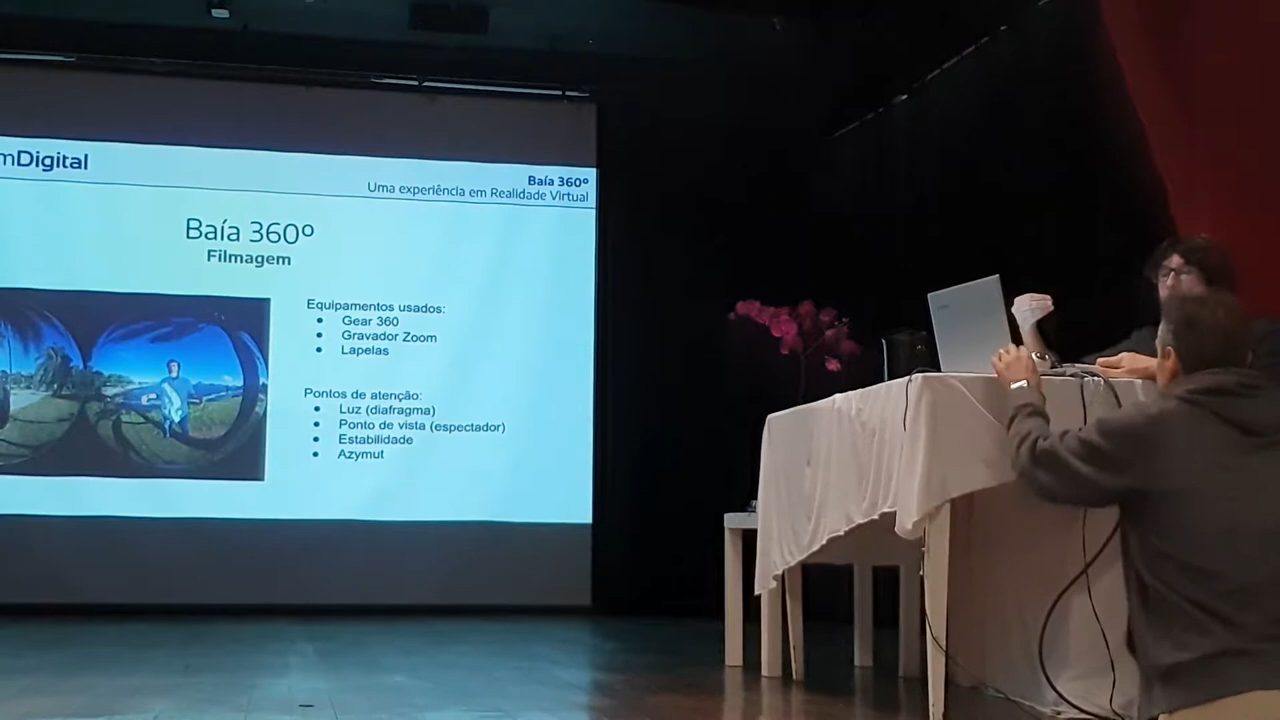 mDigital
Baía 360º
Uma experiência em Realidade Virtual
Baía 360º
Filmagem
Equipamentos usados:
● Gear 360
● Gravador Zoom
● Lapelas
Pontos de atenção:
● Luz (diafragma)
● Ponto de vista (espectador)
● Estabilidade
● Azymut